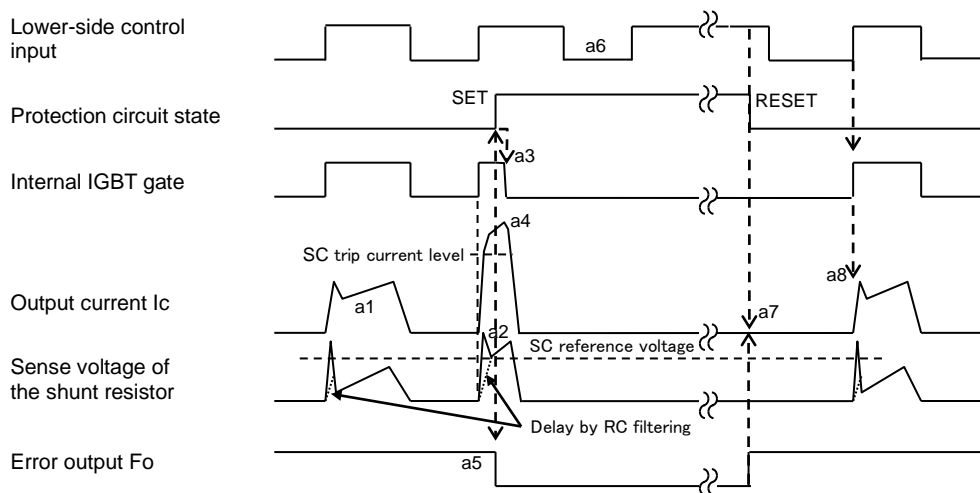 Lower-side control
input
a6
Protection circuit state
SET
RESET
a3
Internal IGBT gate
a4
SC trip current level
a8
Output current Ic
a1
a7
a2
SC reference voltage
Sense voltage of
the shunt resistor
Delay by RC filtering
Error output Fo
a5